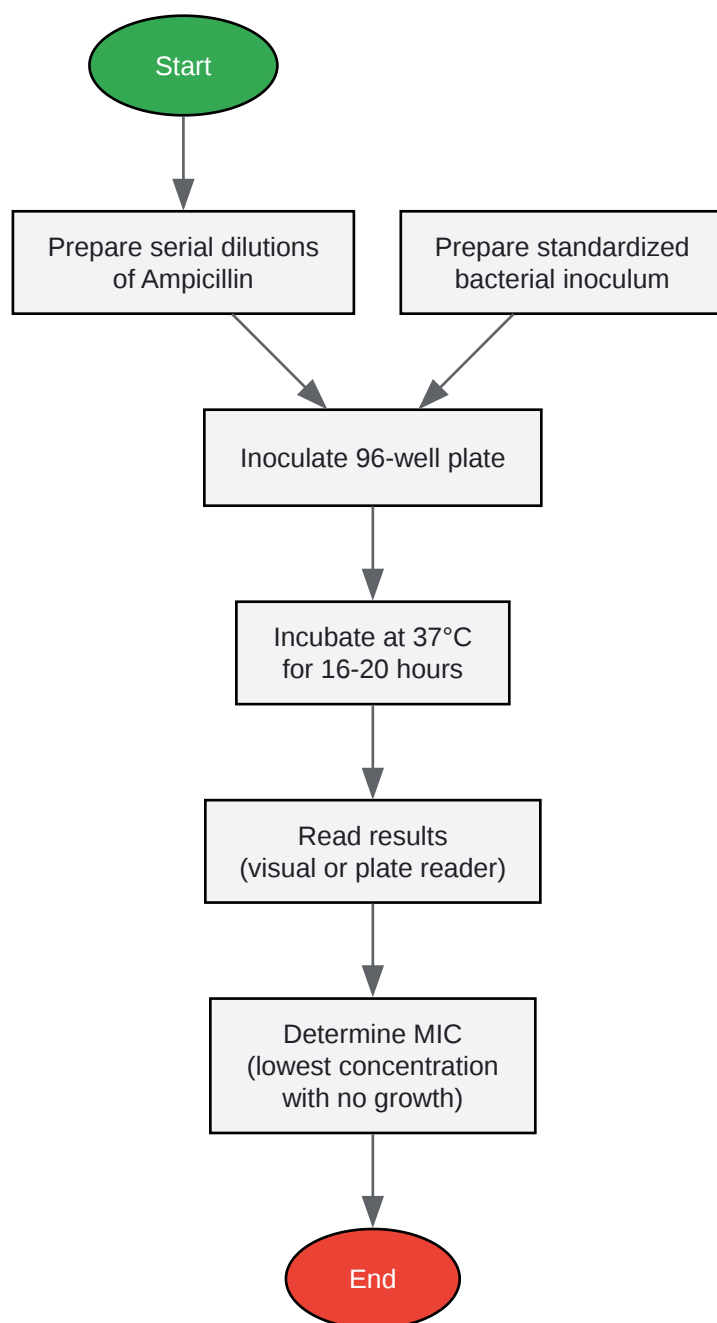 Start
Prepare serial dilutions
of Ampicillin
Prepare standardized
bacterial inoculum
Inoculate 96-well plate
Incubate at 37°C
for 16-20 hours
Read results
(visual or plate reader)
Determine MIC
(lowest concentration
with no growth)
End